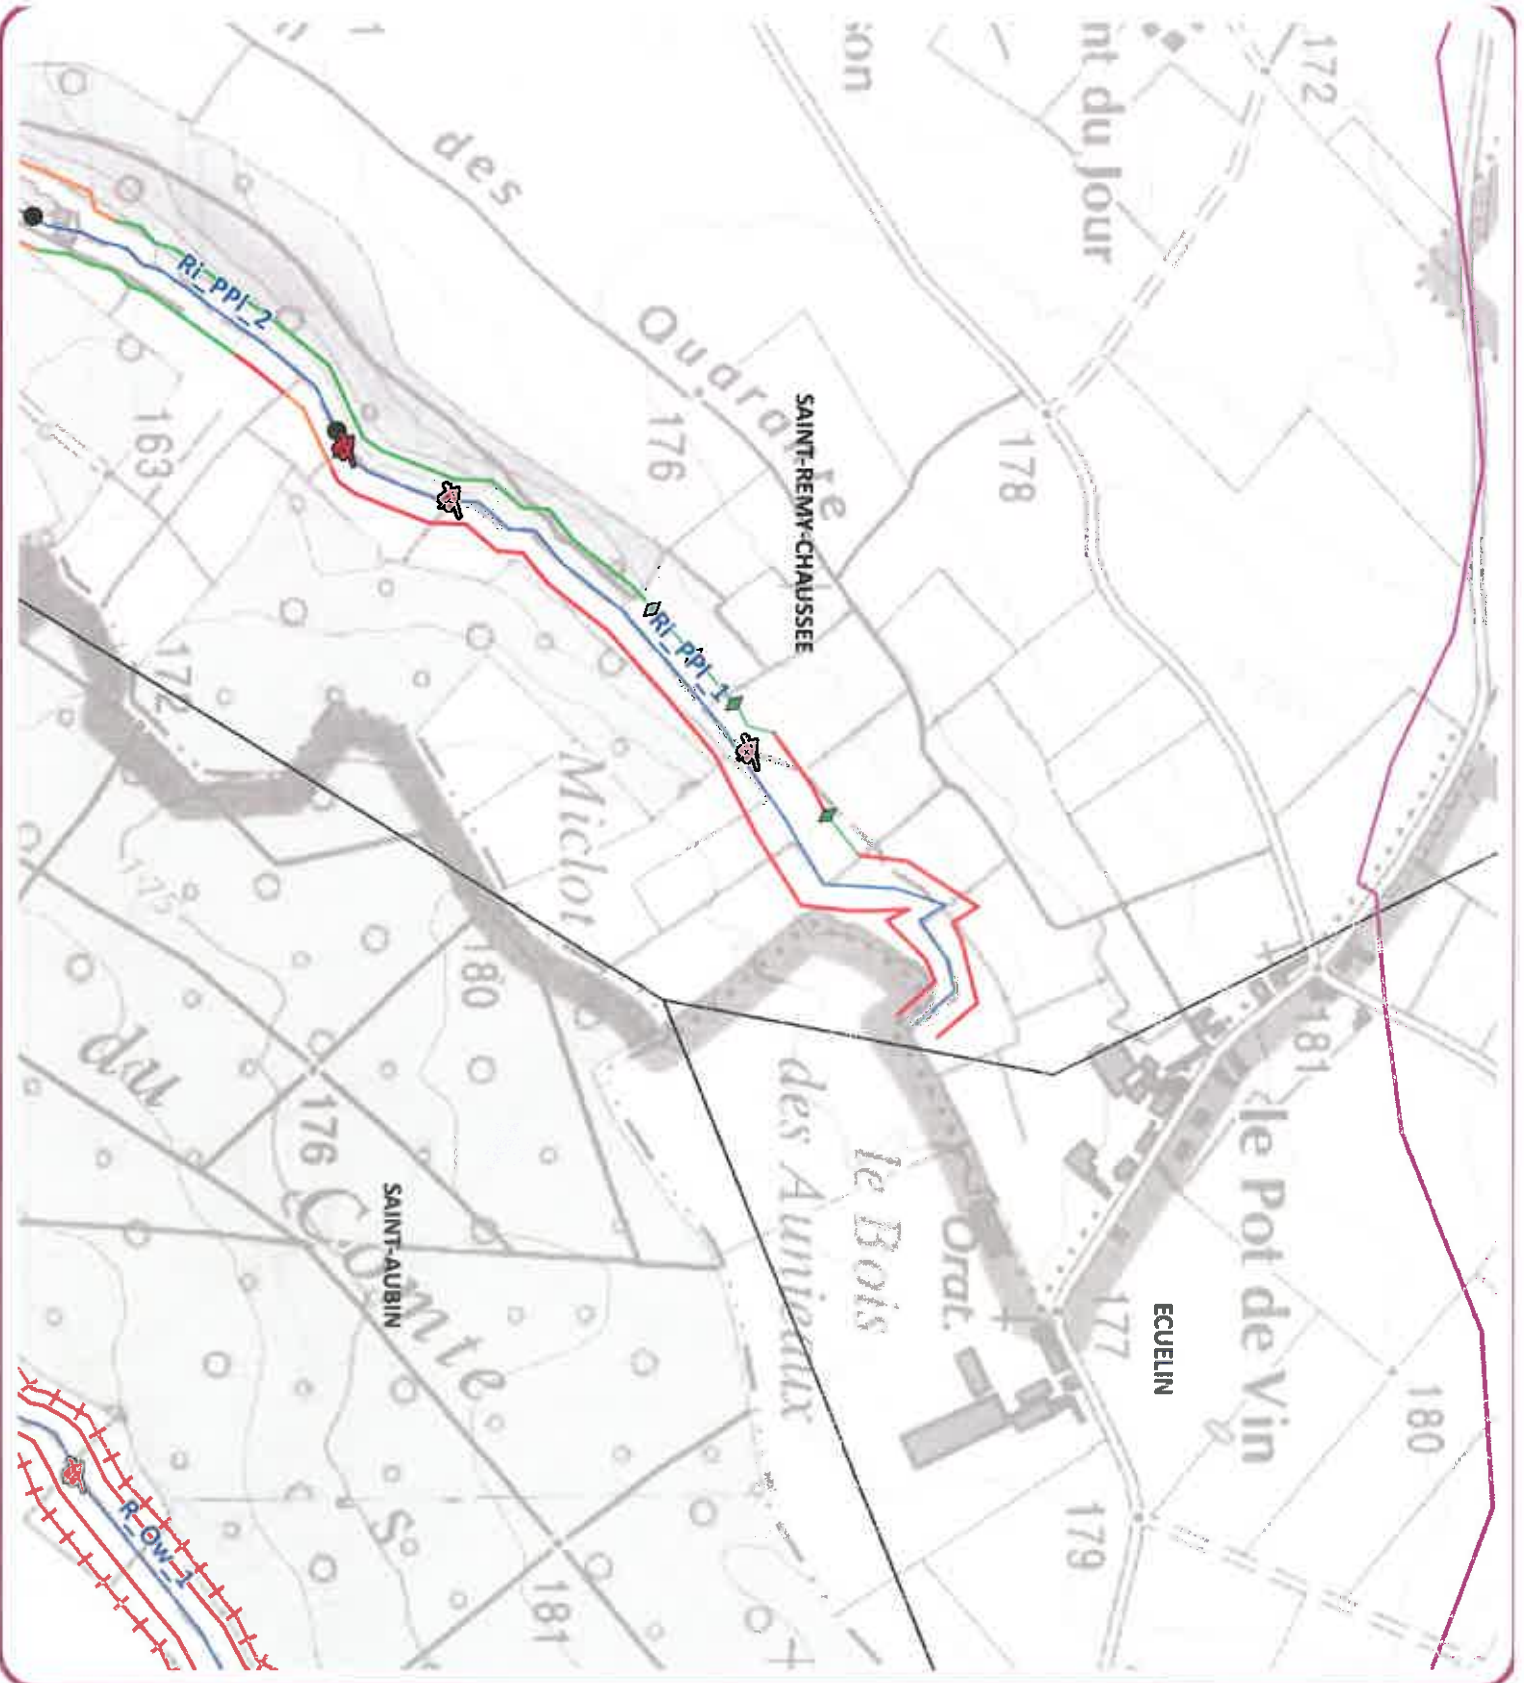 172
nt du Jour
son
des
Quarante
Ri_PPI_2
176
SAINT-REMY-CHAUSSEE
178
163
Ri_PPI_1
172
Miclot
180
181
du
Comte
176
SAINT-AUBIN
le Bois
des Aunieaux
Orat.
le Pot de Vin
177
ECUELIN
180
179
R_Ow_1
181